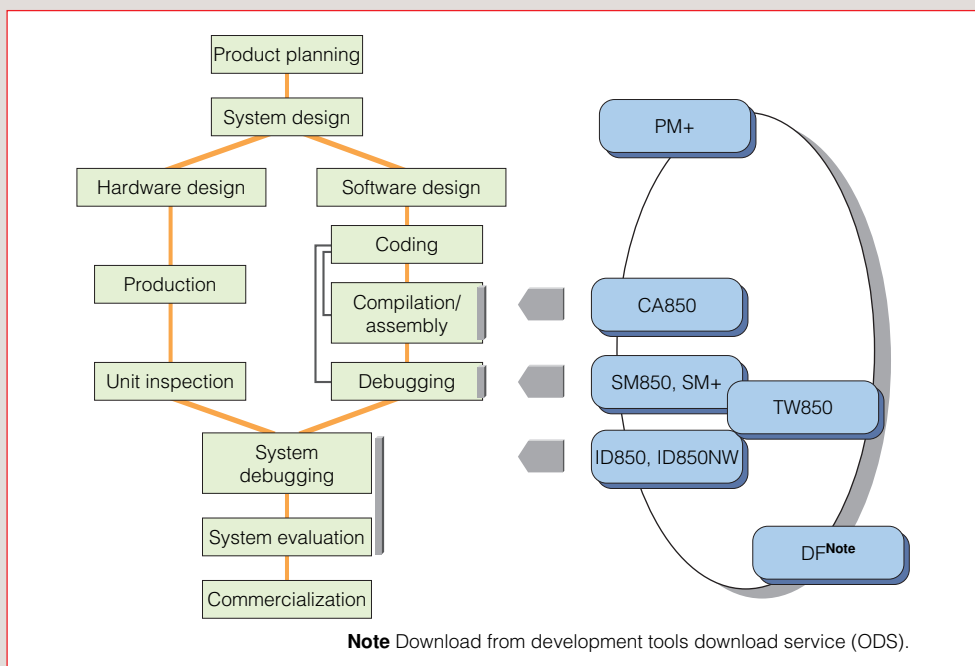 Product planning
System design
Hardware design
Software design
Coding
Production
Compilation/
assembly
Unit inspection
Debugging
System
debugging
System evaluation
Commercialization
PM+
CA850
SM850, SM+
TW850
ID850, ID850NW
DFNote
Note Download from development tools download service (ODS).